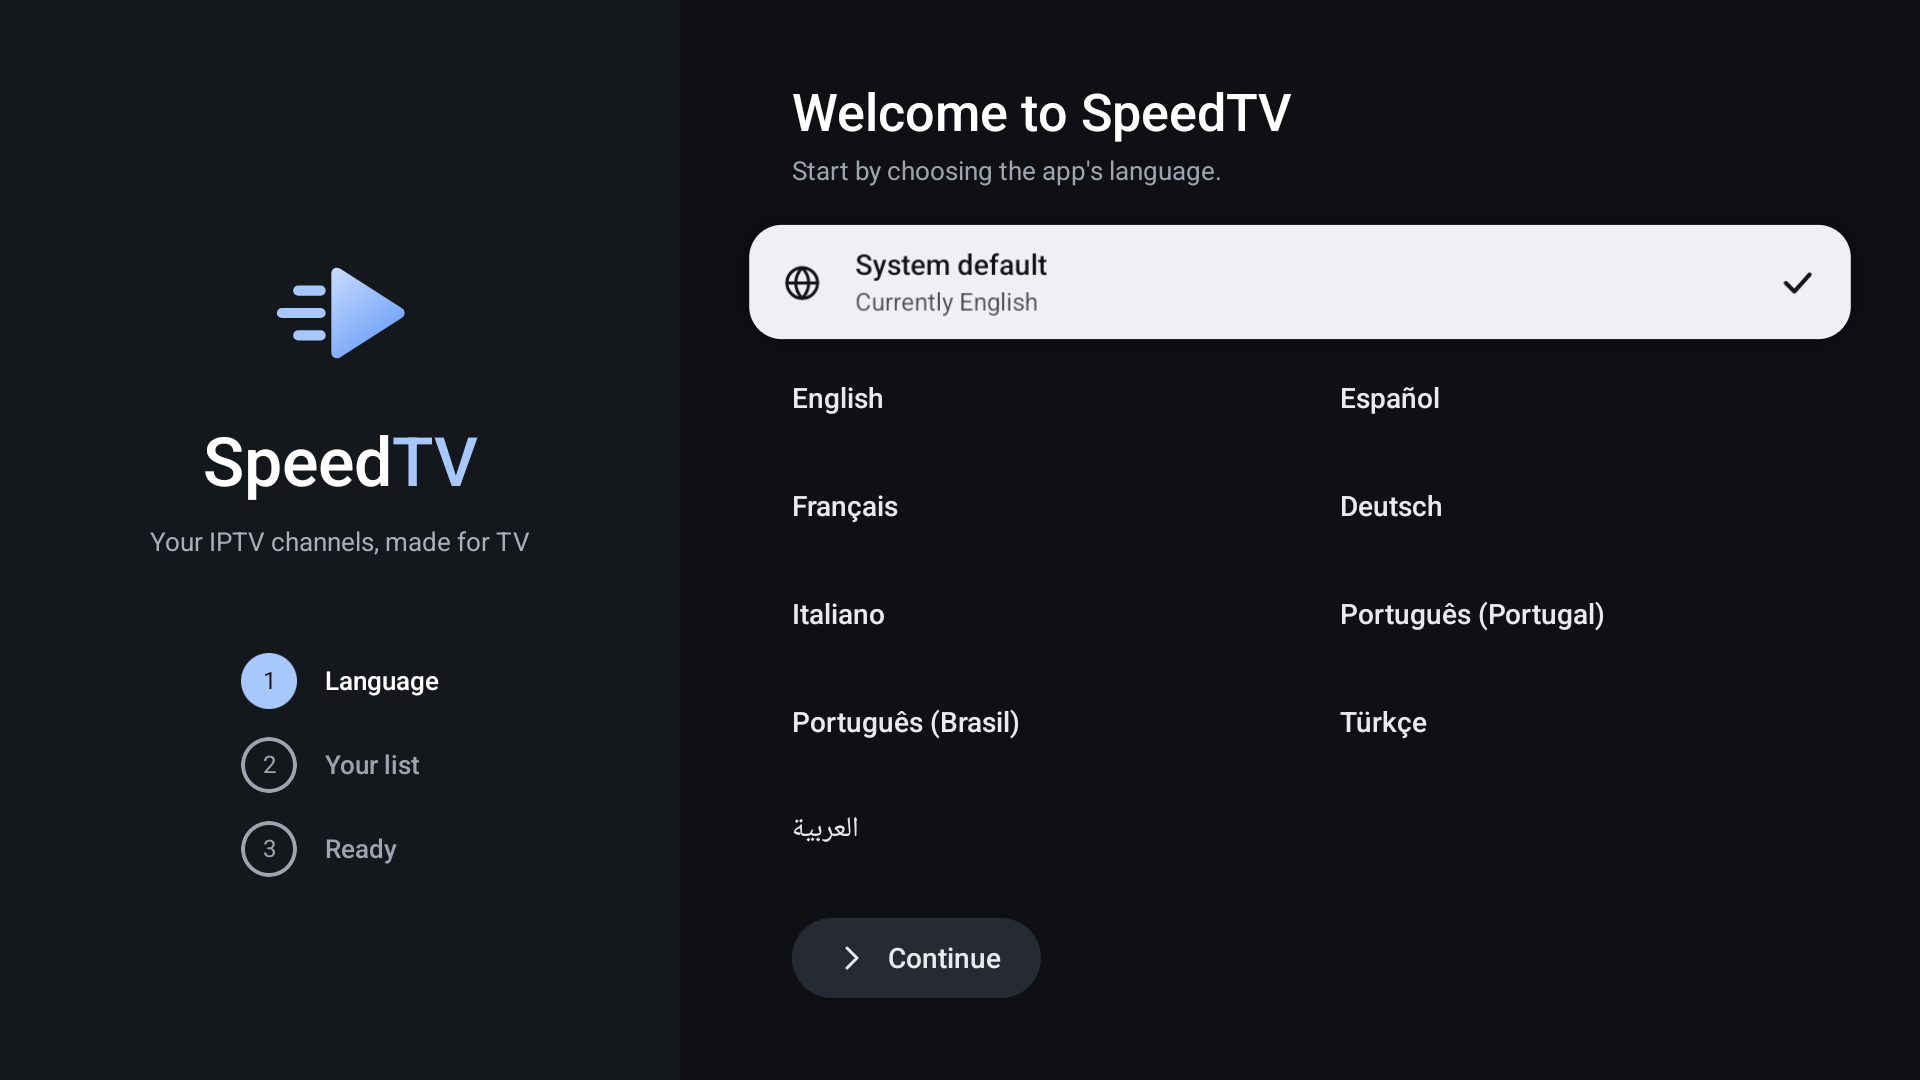 SpeedTV
Your IPTV channels, made for TV
1 Language
2 Your list
3 Ready
Welcome to SpeedTV
Start by choosing the app's language.
System default
Currently English
English
Español
Français
Deutsch
Italiano
Português (Portugal)
Português (Brasil)
Türkçe
العربية
Continue